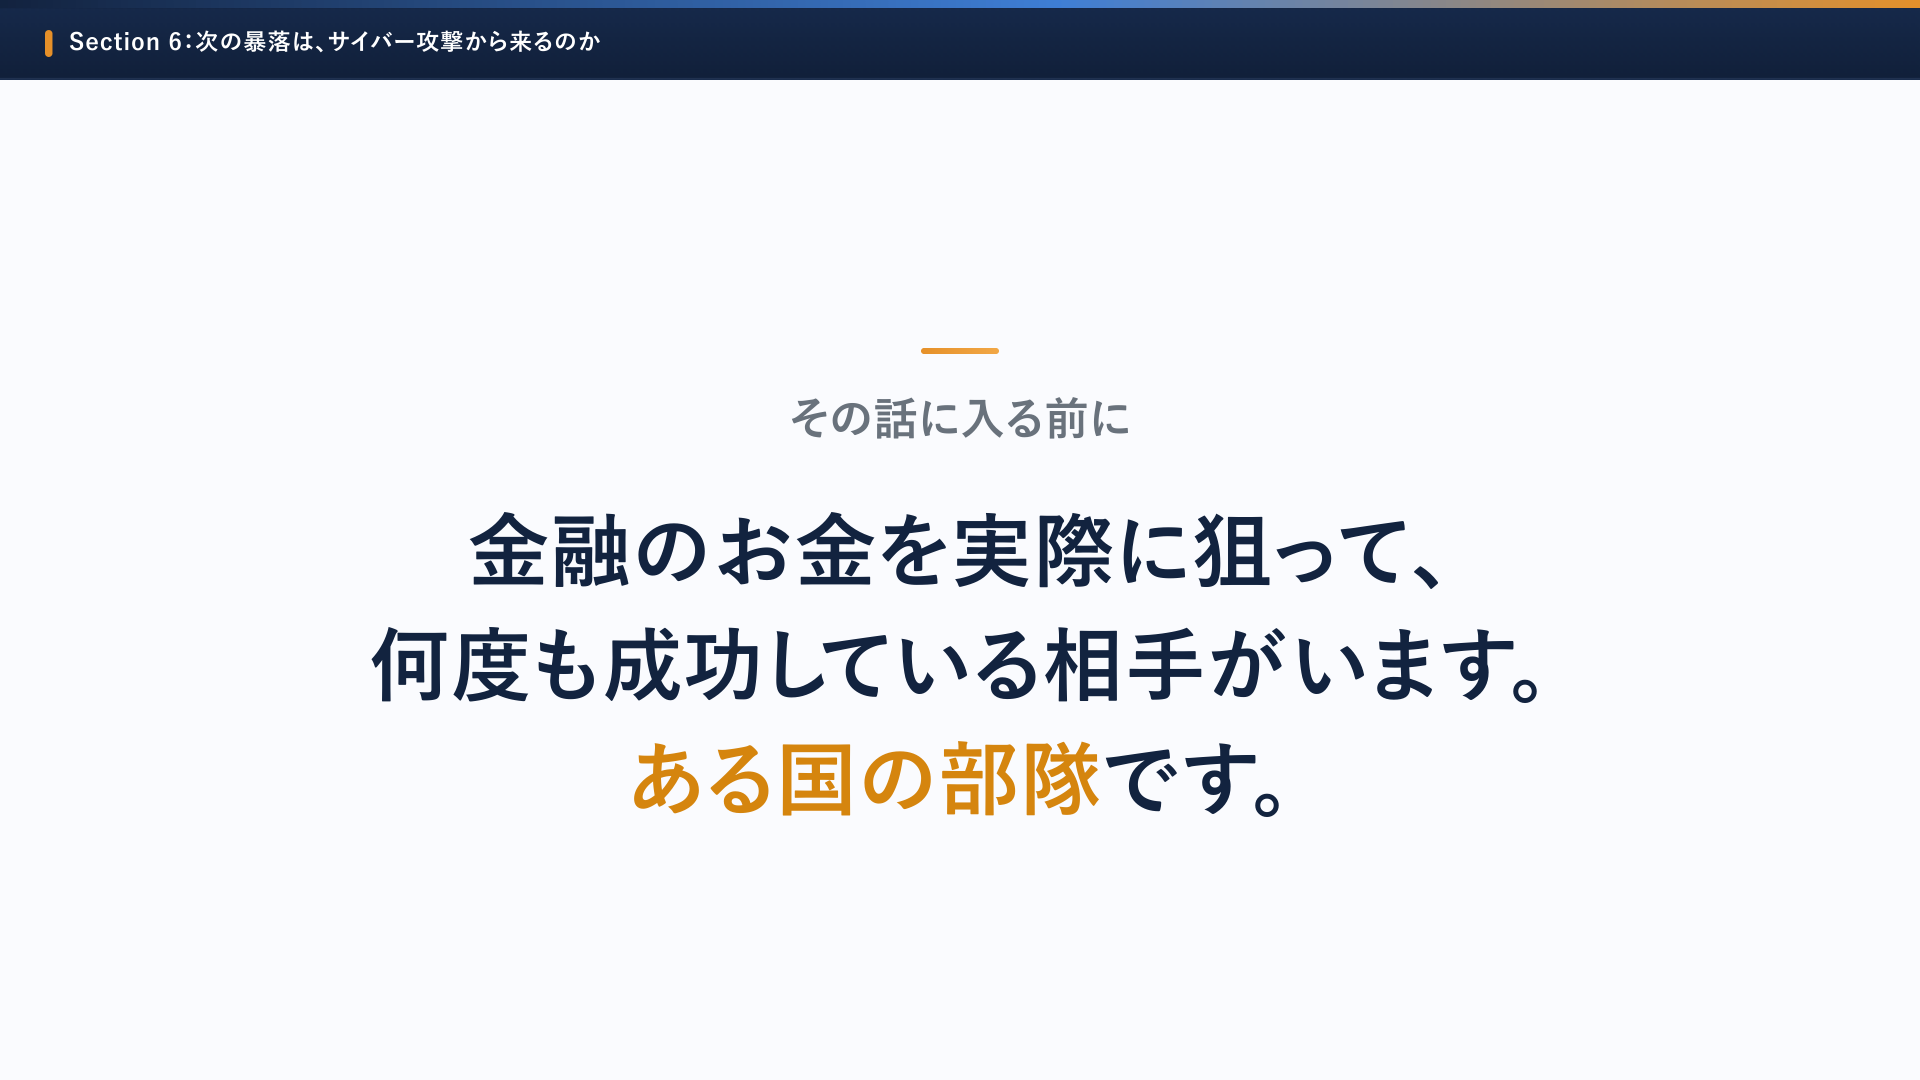 Section 6：次の暴落は、サイバー攻撃から来るのか
その話に入る前に
金融のお金を実際に狙って、
何度も成功している相手がいます。
ある国の部隊です。